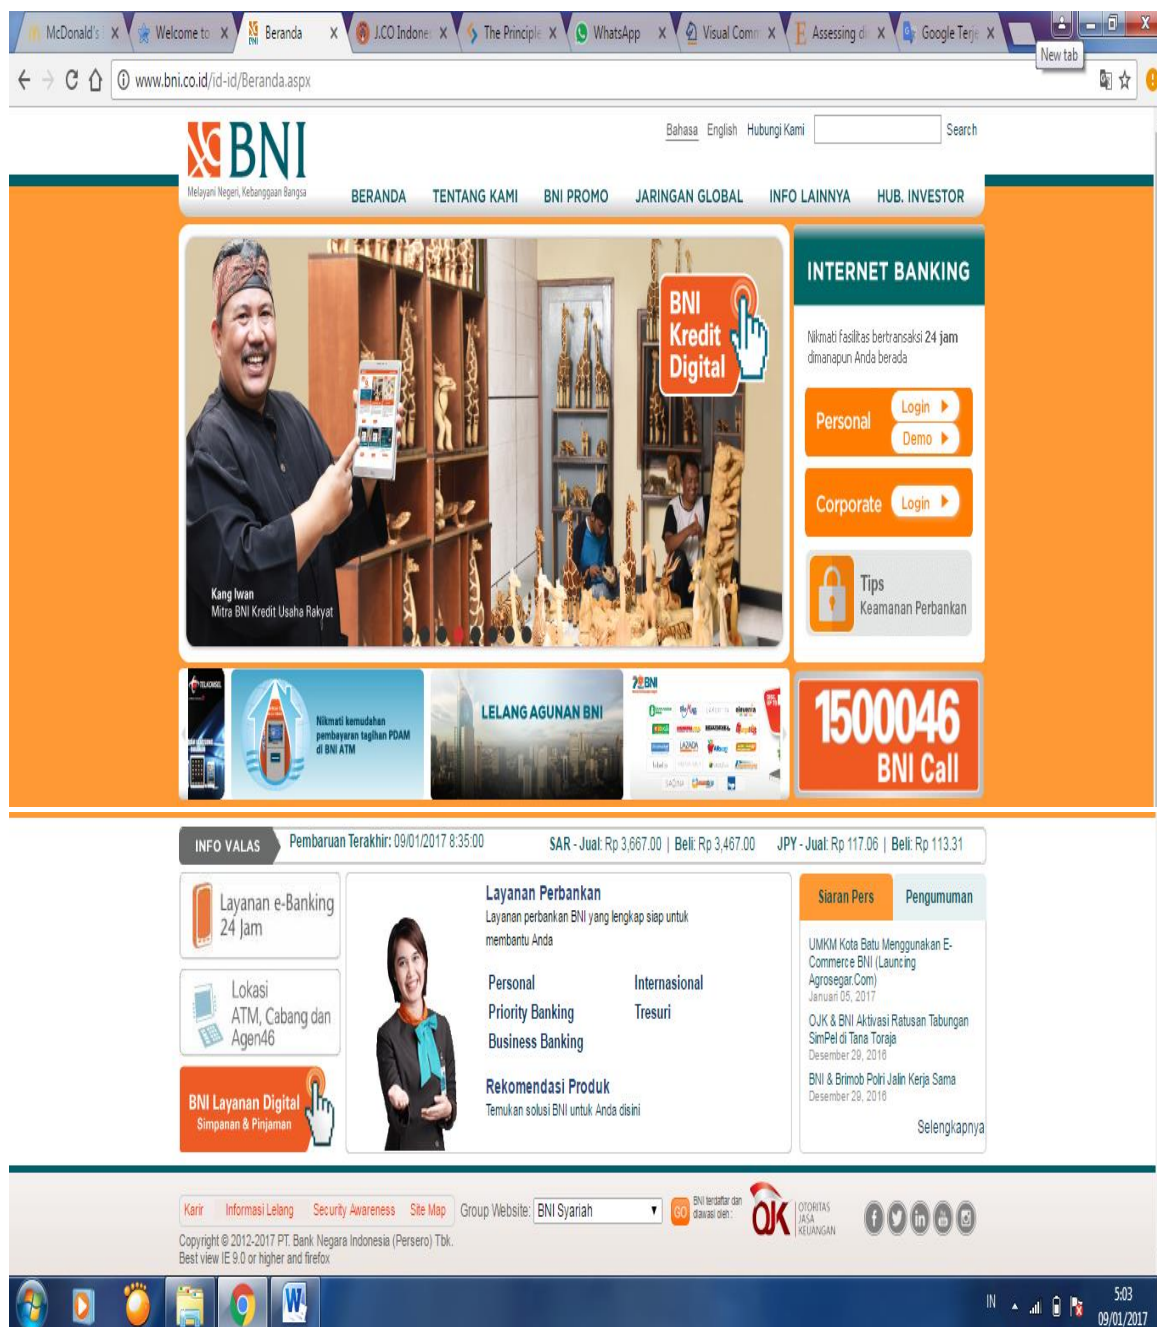 McDonald's
Welcome to
Beranda
J.CO Indone
The Principle
WhatsApp
Visual Comm
Assessing di
Google Terje
New tab
www.bni.co.id/id-id/Beranda.aspx
BNI
Melayani Negeri, Kebanggaan Bangsa
Bahasa English Hubungi Kami Search
BERANDA TENTANG KAMI BNI PROMO JARINGAN GLOBAL INFO LAINNYA HUB. INVESTOR
BNI
Kredit
Digital
Kang Iwan
Mitra BNI Kredit Usaha Rakyat
INTERNET BANKING
Nikmati fasilitas bertransaksi 24 jam
dimanapun Anda berada
Personal
Login
Demo
Corporate
Login
Tips
Keamanan Perbankan
TELKOMSEL
Nikmati kemudahan
pembayaran tagihan PDAM
di BNI ATM
LELANG AGUNAN BNI
BNI
elevenia
LAZADA
1500046
BNI Call
INFO VALAS
Pembaruan Terakhir: 09/01/2017 8:35:00
SAR - Jual: Rp 3,667.00 | Beli: Rp 3,467.00
JPY - Jual: Rp 117.06 | Beli: Rp 113.31
Layanan e-Banking
24 Jam
Lokasi
ATM, Cabang dan
Agen46
BNI Layanan Digital
Simpanan & Pinjaman
Layanan Perbankan
Layanan perbankan BNI yang lengkap siap untuk
membantu Anda
Personal Internasional
Priority Banking Tresuri
Business Banking
Rekomendasi Produk
Temukan solusi BNI untuk Anda disini
Siaran Pers Pengumuman
UMKM Kota Batu Menggunakan E-
Commerce BNI (Launcing
Agrosegar.Com)
Januari 05, 2017
OJK & BNI Aktivasi Ratusan Tabungan
SimPel di Tana Toraja
Desember 29, 2016
BNI & Brimob Polri Jalin Kerja Sama
Desember 29, 2016
Selengkapnya
Karir Informasi Lelang Security Awareness Site Map
Group Website: BNI Syariah GO
BNI terdaftar dan
diawasi oleh :
OJK
OTORITAS
JASA
KEUANGAN
Copyright © 2012-2017 PT. Bank Negara Indonesia (Persero) Tbk.
Best view IE 9.0 or higher and firefox
IN
5:03
09/01/2017